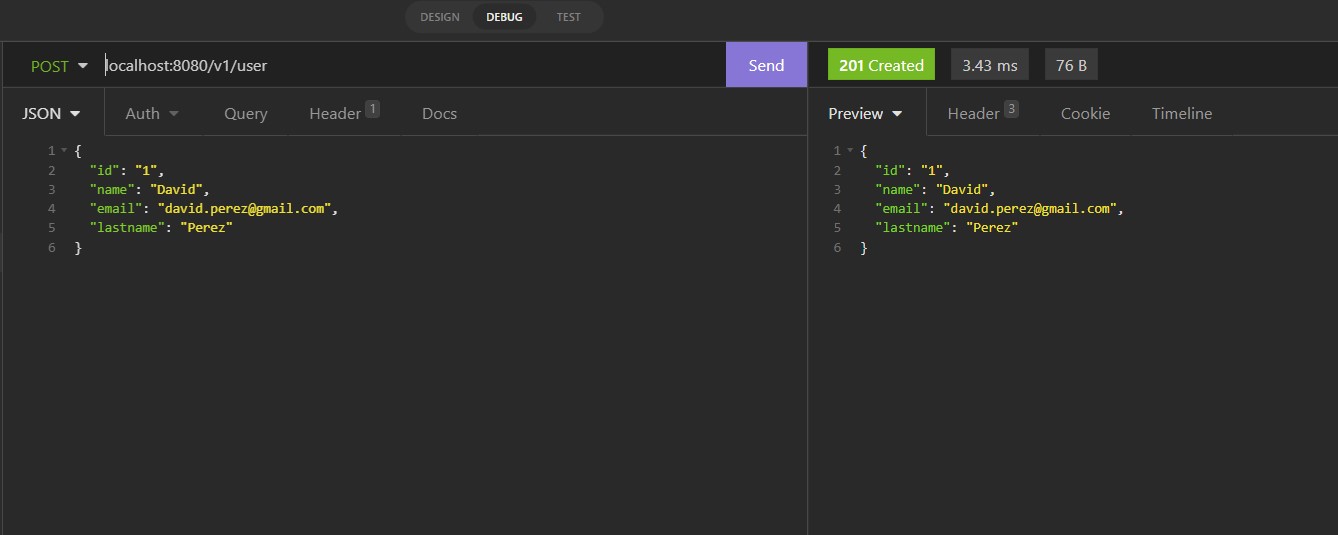 DESIGN DEBUG TEST
POST localhost:8080/v1/user Send 201 Created 3.43 ms 76 B
JSON Auth Query Header 1 Docs Preview Header 3 Cookie Timeline
1 {
2 "id": "1",
3 "name": "David",
4 "email": "david.perez@gmail.com",
5 "lastname": "Perez"
6 }
1 {
2 "id": "1",
3 "name": "David",
4 "email": "david.perez@gmail.com",
5 "lastname": "Perez"
6 }